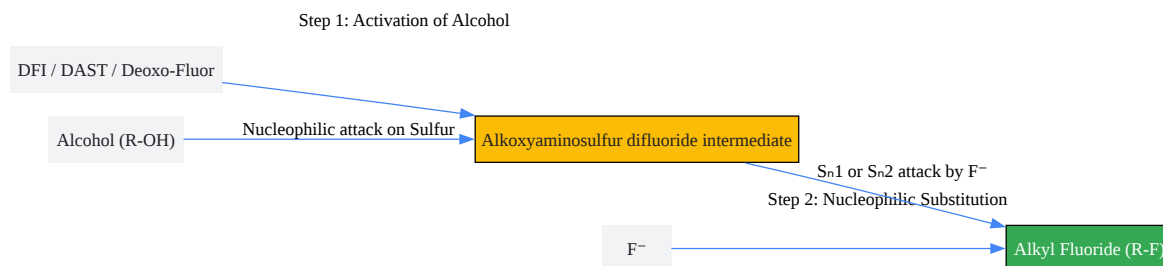 Step 1: Activation of Alcohol
DFI / DAST / Deoxo-Fluor
Alcohol (R-OH)
Nucleophilic attack on Sulfur
Alkoxyaminosulfur difluoride intermediate
Sₙ1 or Sₙ2 attack by F⁻
Step 2: Nucleophilic Substitution
F⁻
Alkyl Fluoride (R-F)